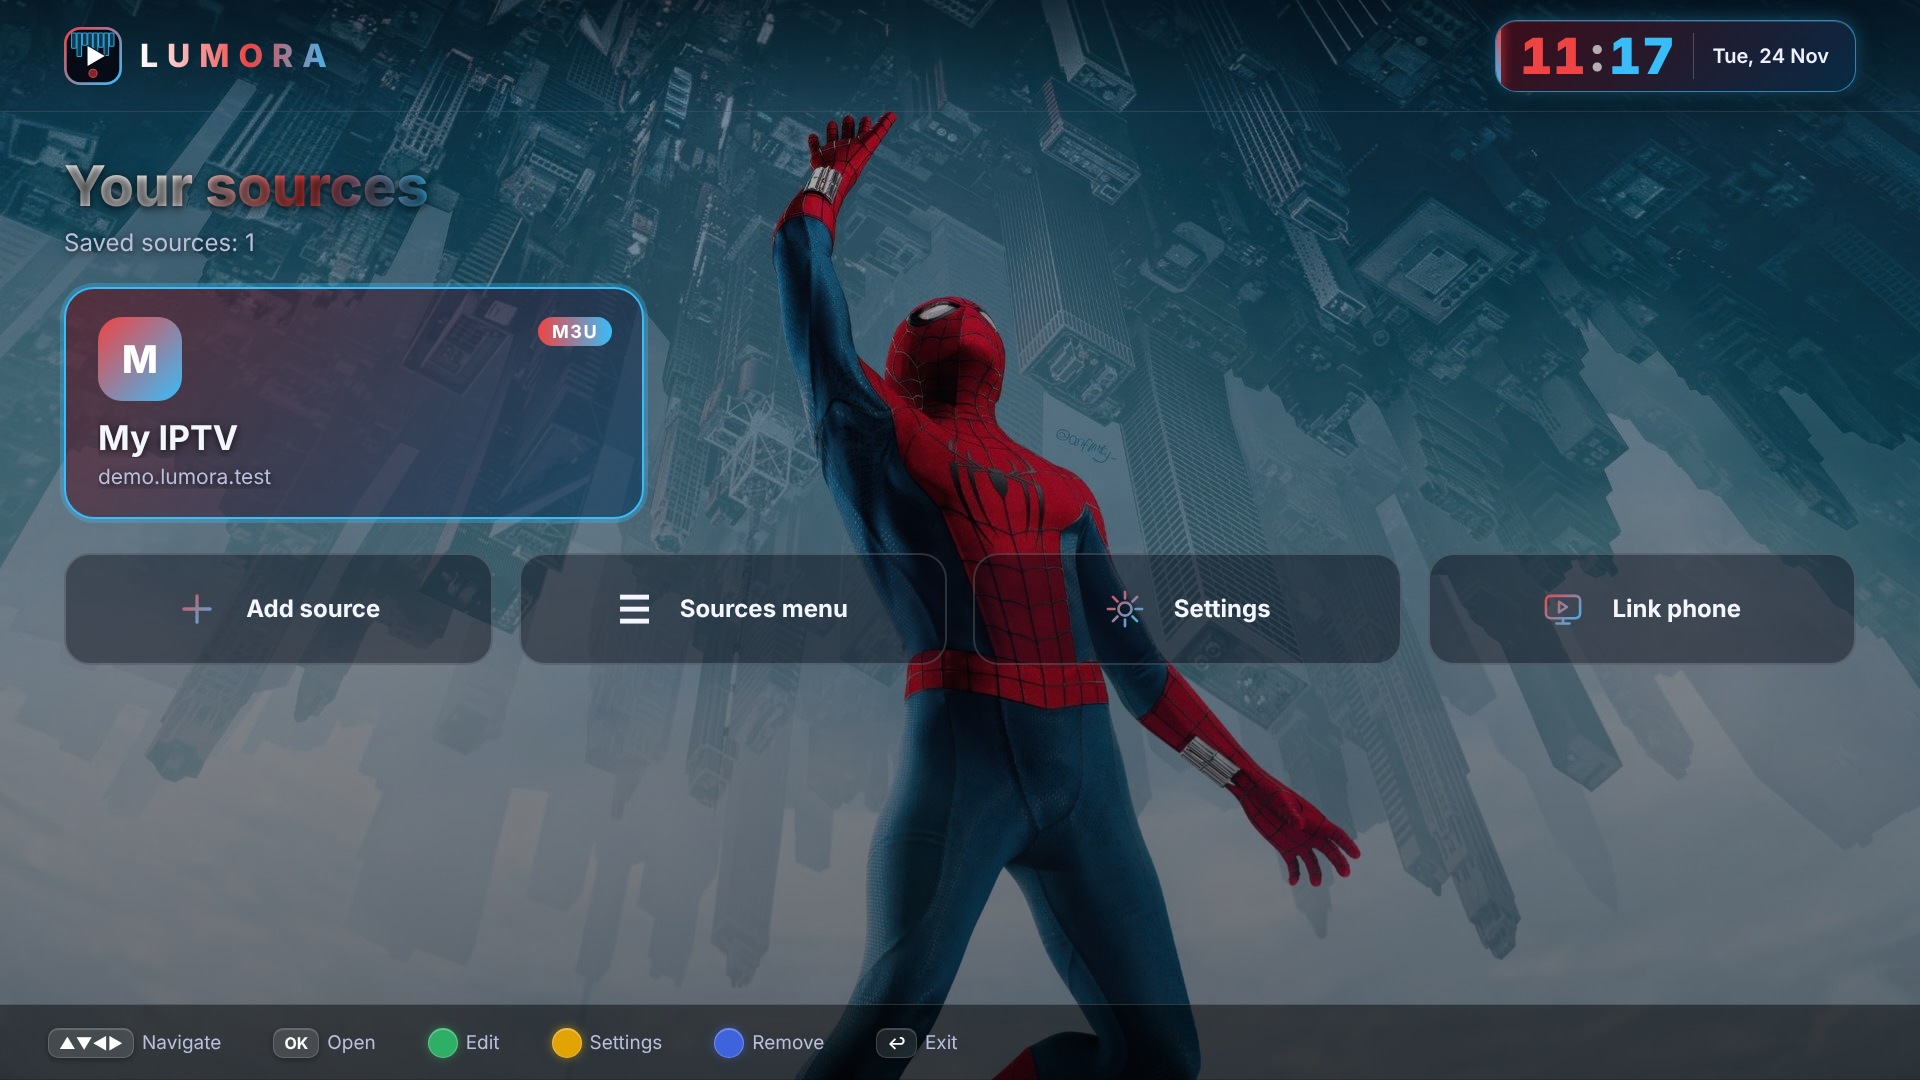 LUMORA
11:17
Tue, 24 Nov
Your sources
Saved sources: 1
M
M3U
My IPTV
demo.lumora.test
Add source
Sources menu
Settings
Link phone
Navigate
OK Open
Edit
Settings
Remove
Exit